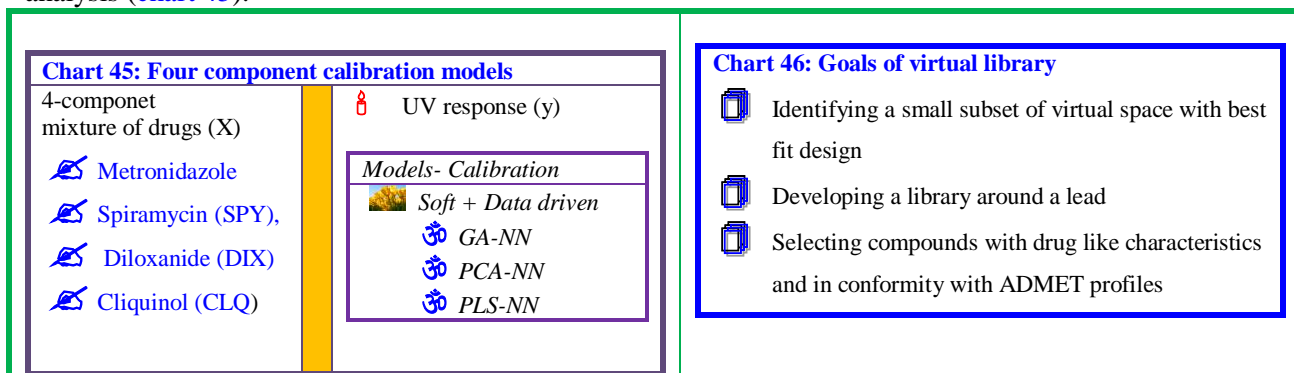 Chart 45: Four component calibration models
4-componet
mixture of drugs (X)
Metronidazole
Spiramycin (SPY),
Diloxanide (DIX)
Cliquinol (CLQ)
UV response (y)
Models- Calibration
Soft + Data driven
ॐ GA-NN
ॐ PCA-NN
ॐ PLS-NN
Chart 46: Goals of virtual library
Identifying a small subset of virtual space with best
fit design
Developing a library around a lead
Selecting compounds with drug like characteristics
and in conformity with ADMET profiles